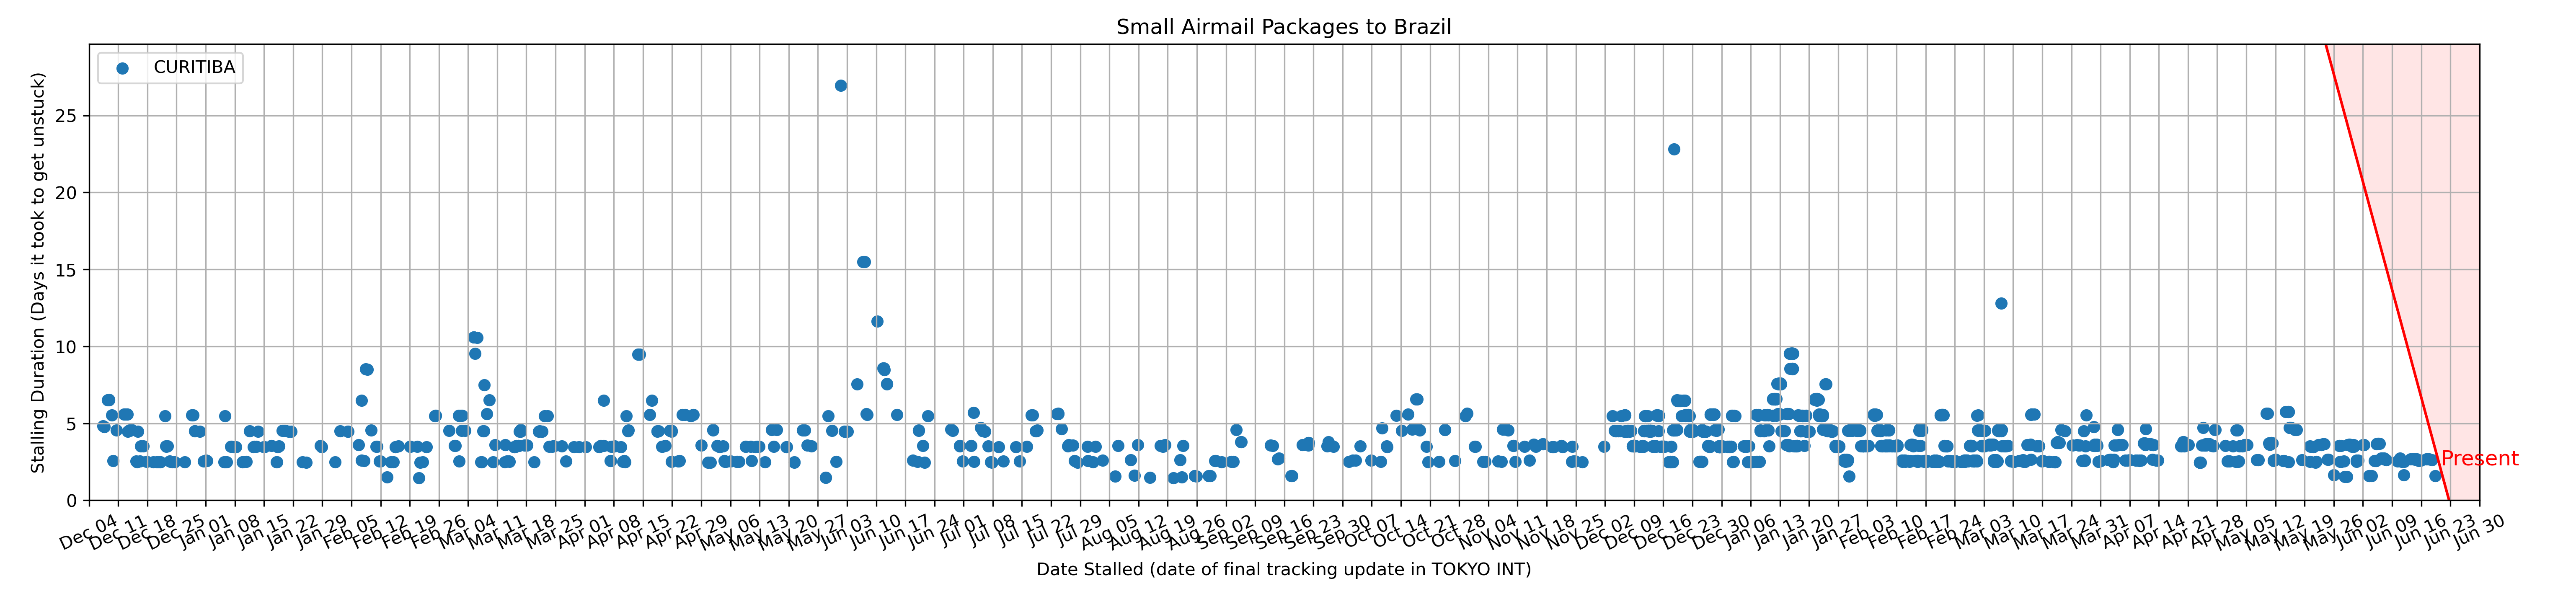 Small Airmail Packages to Brazil
CURITIBA
Stalling Duration (Days it took to get unstuck)
25
20
15
10
5
0
Present
Dec 04
Dec 11
Dec 18
Dec 25
Jan 01
Jan 08
Jan 15
Jan 22
Jan 29
Feb 05
Feb 12
Feb 19
Feb 26
Mar 04
Mar 11
Mar 18
Mar 25
Apr 01
Apr 08
Apr 15
Apr 22
Apr 29
May 06
May 13
May 20
May 27
Jun 03
Jun 10
Jun 17
Jun 24
Jul 01
Jul 08
Jul 15
Jul 22
Jul 29
Aug 05
Aug 12
Aug 19
Aug 26
Sep 02
Sep 09
Sep 16
Sep 23
Sep 30
Oct 07
Oct 14
Oct 21
Oct 28
Nov 04
Nov 11
Nov 18
Nov 25
Dec 02
Dec 09
Dec 16
Dec 23
Dec 30
Jan 06
Jan 13
Jan 20
Jan 27
Feb 03
Feb 10
Feb 17
Feb 24
Mar 03
Mar 10
Mar 17
Mar 24
Mar 31
Apr 07
Apr 14
Apr 21
Apr 28
May 05
May 12
May 19
May 26
Jun 02
Jun 09
Jun 16
Jun 23
Jun 30
Date Stalled (date of final tracking update in TOKYO INT)